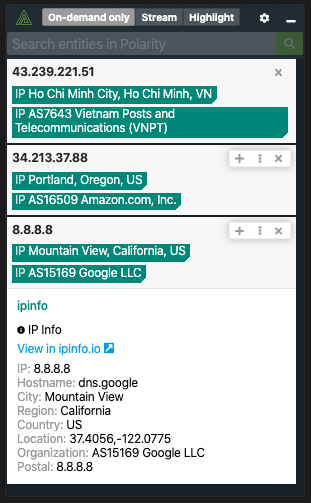 On-demand only Stream Highlight
Search entities in Polarity
43.239.221.51
IP Ho Chi Minh City, Ho Chi Minh, VN
IP AS7643 Vietnam Posts and
Telecommunications (VNPT)
34.213.37.88
IP Portland, Oregon, US
IP AS16509 Amazon.com, Inc.
8.8.8.8
IP Mountain View, California, US
IP AS15169 Google LLC
ipinfo
IP Info
View in ipinfo.io
IP: 8.8.8.8
Hostname: dns.google
City: Mountain View
Region: California
Country: US
Location: 37.4056,-122.0775
Organization: AS15169 Google LLC
Postal: 8.8.8.8